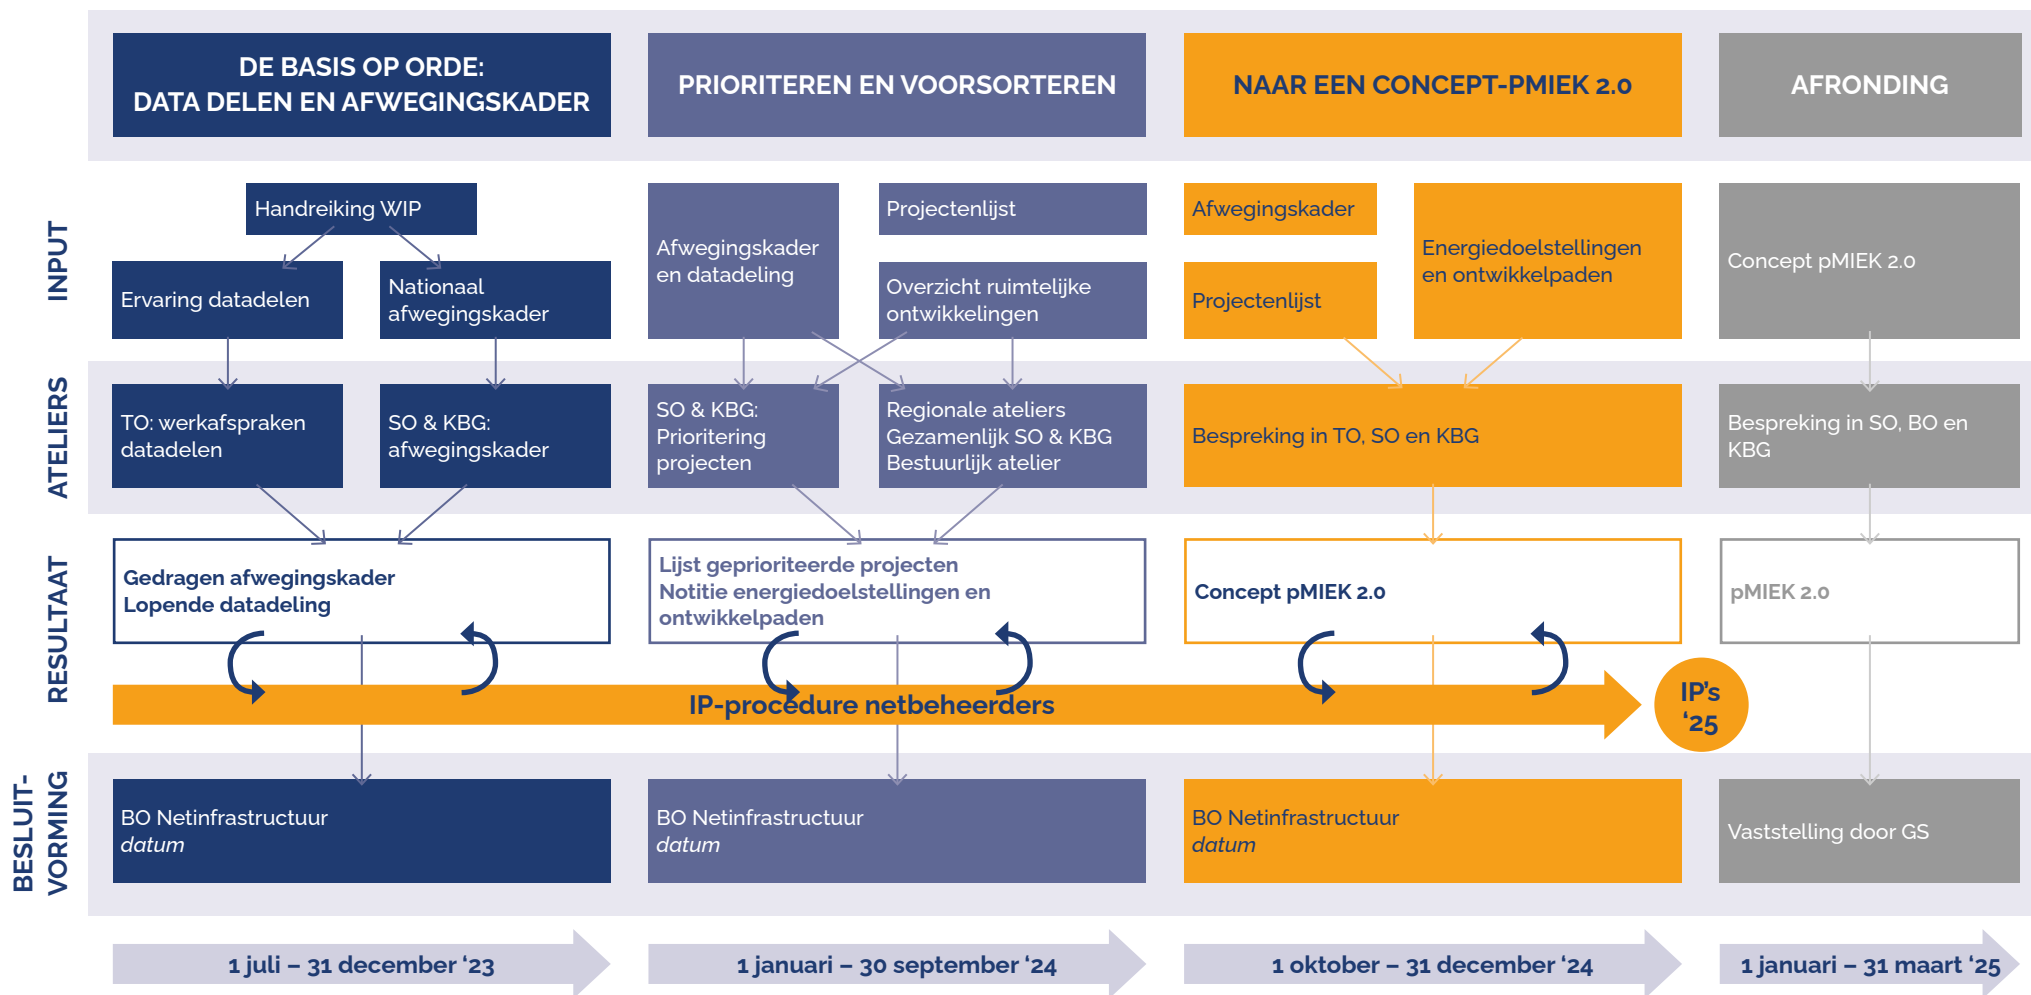 DE BASIS OP ORDE:
DATA DELEN EN AFWEGINGSKADER
PRIORITEREN EN VOORSORTEREN
NAAR EEN CONCEPT-PMIEK 2.0
AFRONDING
INPUT
Handreiking WIP
Ervaring datadelen
Nationaal
afwegingskader
Afwegingskader
en datadeling
Projectenlijst
Overzicht ruimtelijke
ontwikkelingen
Afwegingskader
Projectenlijst
Energiedoelstellingen
en ontwikkelpaden
Concept pMIEK 2.0
ATELIERS
TO: werkafspraken
datadelen
SO & KBG:
afwegingskader
SO & KBG:
Prioritering
projecten
Regionale ateliers
Gezamenlijk SO & KBG
Bestuurlijk atelier
Bespreking in TO, SO en KBG
Bespreking in SO, BO en
KBG
RESULTAAT
Gedragen afwegingskader
Lopende datadeling
Lijst geprioriteerde projecten
Notitie energiedoelstellingen en
ontwikkelpaden
Concept pMIEK 2.0
pMIEK 2.0
IP-procedure netbeheerders
IP’s
‘25
BESLUIT-
VORMING
BO Netinfrastructuur
datum
BO Netinfrastructuur
datum
BO Netinfrastructuur
datum
Vaststelling door GS
1 juli – 31 december ‘23
1 januari – 30 september ‘24
1 oktober – 31 december ‘24
1 januari – 31 maart ‘25